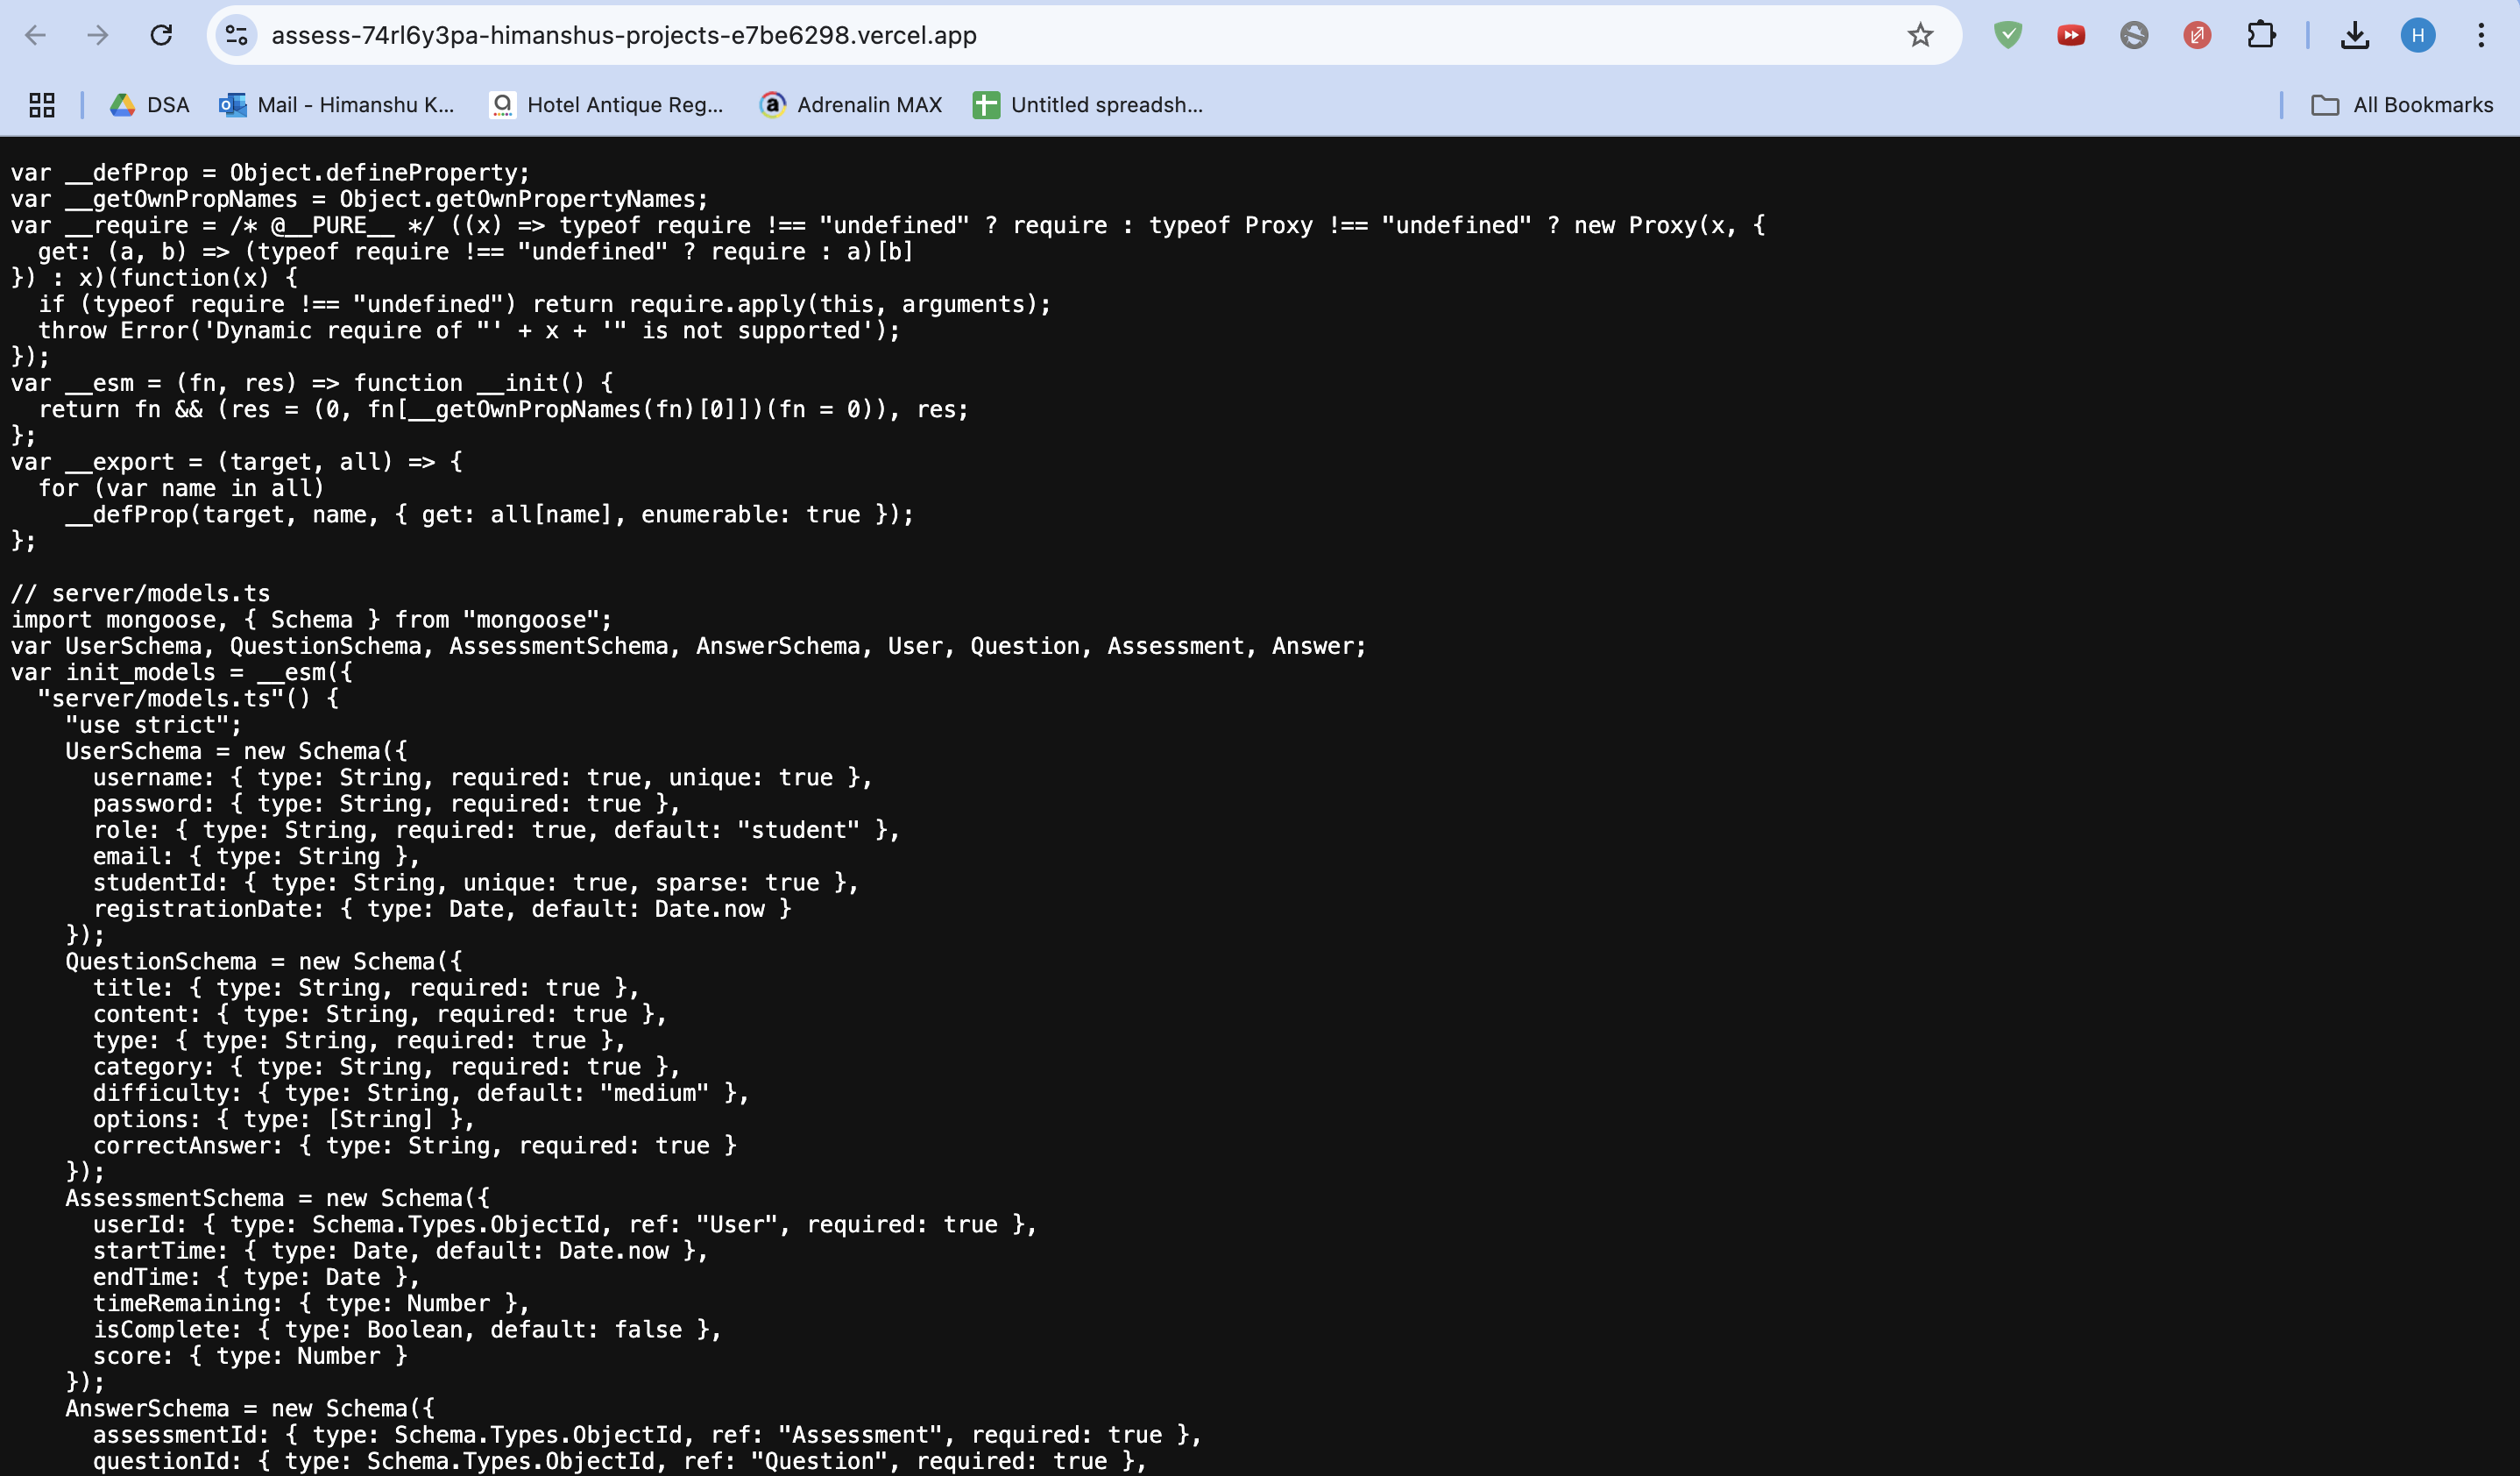 assess-74rl6y3pa-himanshus-projects-e7be6298.vercel.app
H
DSA
Mail - Himanshu K...
Hotel Antique Reg...
Adrenalin MAX
Untitled spreadsh...
All Bookmarks
var __defProp = Object.defineProperty;
var __getOwnPropNames = Object.getOwnPropertyNames;
var __require = /* @__PURE__ */ ((x) => typeof require !== "undefined" ? require : typeof Proxy !== "undefined" ? new Proxy(x, {
  get: (a, b) => (typeof require !== "undefined" ? require : a)[b]
}) : x)(function(x) {
  if (typeof require !== "undefined") return require.apply(this, arguments);
  throw Error('Dynamic require of "' + x + '" is not supported');
});
var __esm = (fn, res) => function __init() {
  return fn && (res = (0, fn[__getOwnPropNames(fn)[0]])(fn = 0)), res;
};
var __export = (target, all) => {
  for (var name in all)
    __defProp(target, name, { get: all[name], enumerable: true });
};
// server/models.ts
import mongoose, { Schema } from "mongoose";
var UserSchema, QuestionSchema, AssessmentSchema, AnswerSchema, User, Question, Assessment, Answer;
var init_models = __esm({
  "server/models.ts"() {
    "use strict";
    UserSchema = new Schema({
      username: { type: String, required: true, unique: true },
      password: { type: String, required: true },
      role: { type: String, required: true, default: "student" },
      email: { type: String },
      studentId: { type: String, unique: true, sparse: true },
      registrationDate: { type: Date, default: Date.now }
    });
    QuestionSchema = new Schema({
      title: { type: String, required: true },
      content: { type: String, required: true },
      type: { type: String, required: true },
      category: { type: String, required: true },
      difficulty: { type: String, default: "medium" },
      options: { type: [String] },
      correctAnswer: { type: String, required: true }
    });
    AssessmentSchema = new Schema({
      userId: { type: Schema.Types.ObjectId, ref: "User", required: true },
      startTime: { type: Date, default: Date.now },
      endTime: { type: Date },
      timeRemaining: { type: Number },
      isComplete: { type: Boolean, default: false },
      score: { type: Number }
    });
    AnswerSchema = new Schema({
      assessmentId: { type: Schema.Types.ObjectId, ref: "Assessment", required: true },
      questionId: { type: Schema.Types.ObjectId, ref: "Question", required: true },